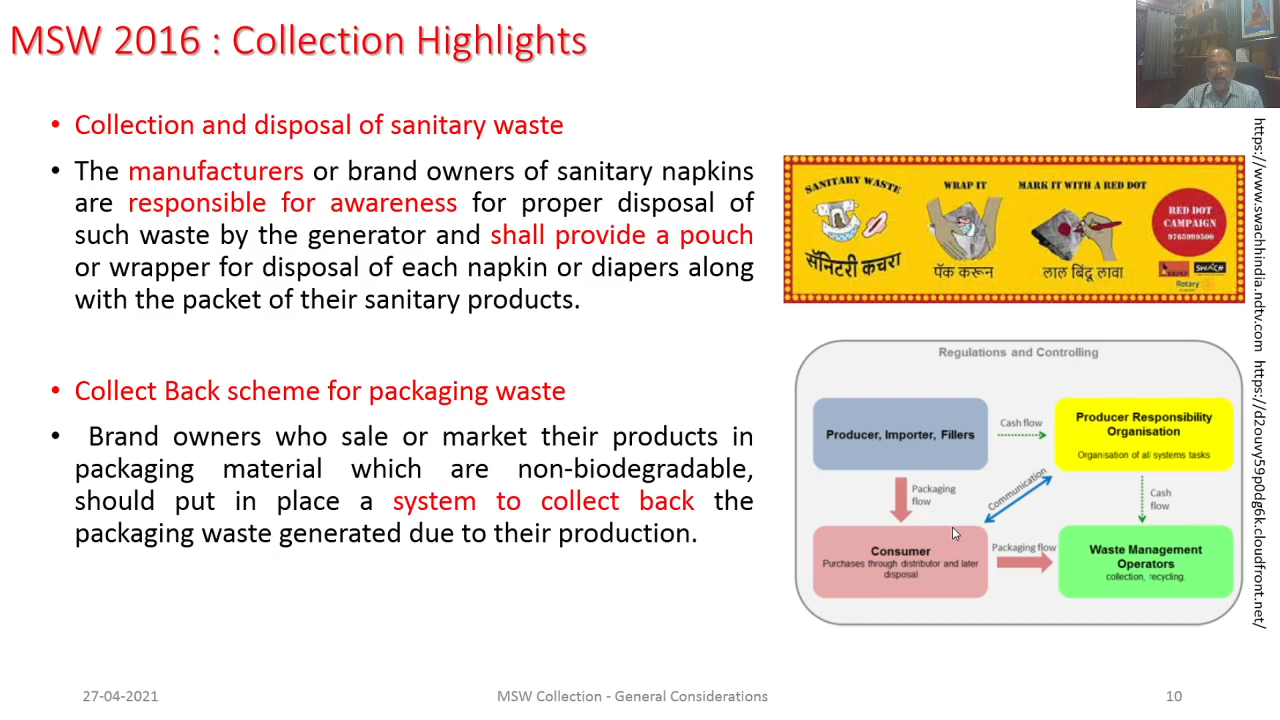 MSW 2016 : Collection Highlights
• Collection and disposal of sanitary waste
• The manufacturers or brand owners of sanitary napkins
are responsible for awareness for proper disposal of
such waste by the generator and shall provide a pouch
or wrapper for disposal of each napkin or diapers along
with the packet of their sanitary products.
• Collect Back scheme for packaging waste
• Brand owners who sale or market their products in
packaging material which are non-biodegradable,
should put in place a system to collect back the
packaging waste generated due to their production.
SANITARY WASTE
सॅनिटरी कचरा
WRAP IT
पॅक करून
MARK IT WITH A RED DOT
लाल बिंदू लावा
RED DOT
CAMPAIGN
9765999500
SWaCH
Rotary
Regulations and Controlling
Producer, Importer, Fillers
Cash flow
Producer Responsibility
Organisation
Organisation of all systems tasks
Packaging
flow
Communication
Cash
flow
Consumer
Purchases through distributor and later
disposal
Packaging flow
Waste Management
Operators
collection, recycling.
https://www.swachhindia.ndtv.com https://d2ouvy59p0dg6k.cloudfront.net/
27-04-2021
MSW Collection - General Considerations
10